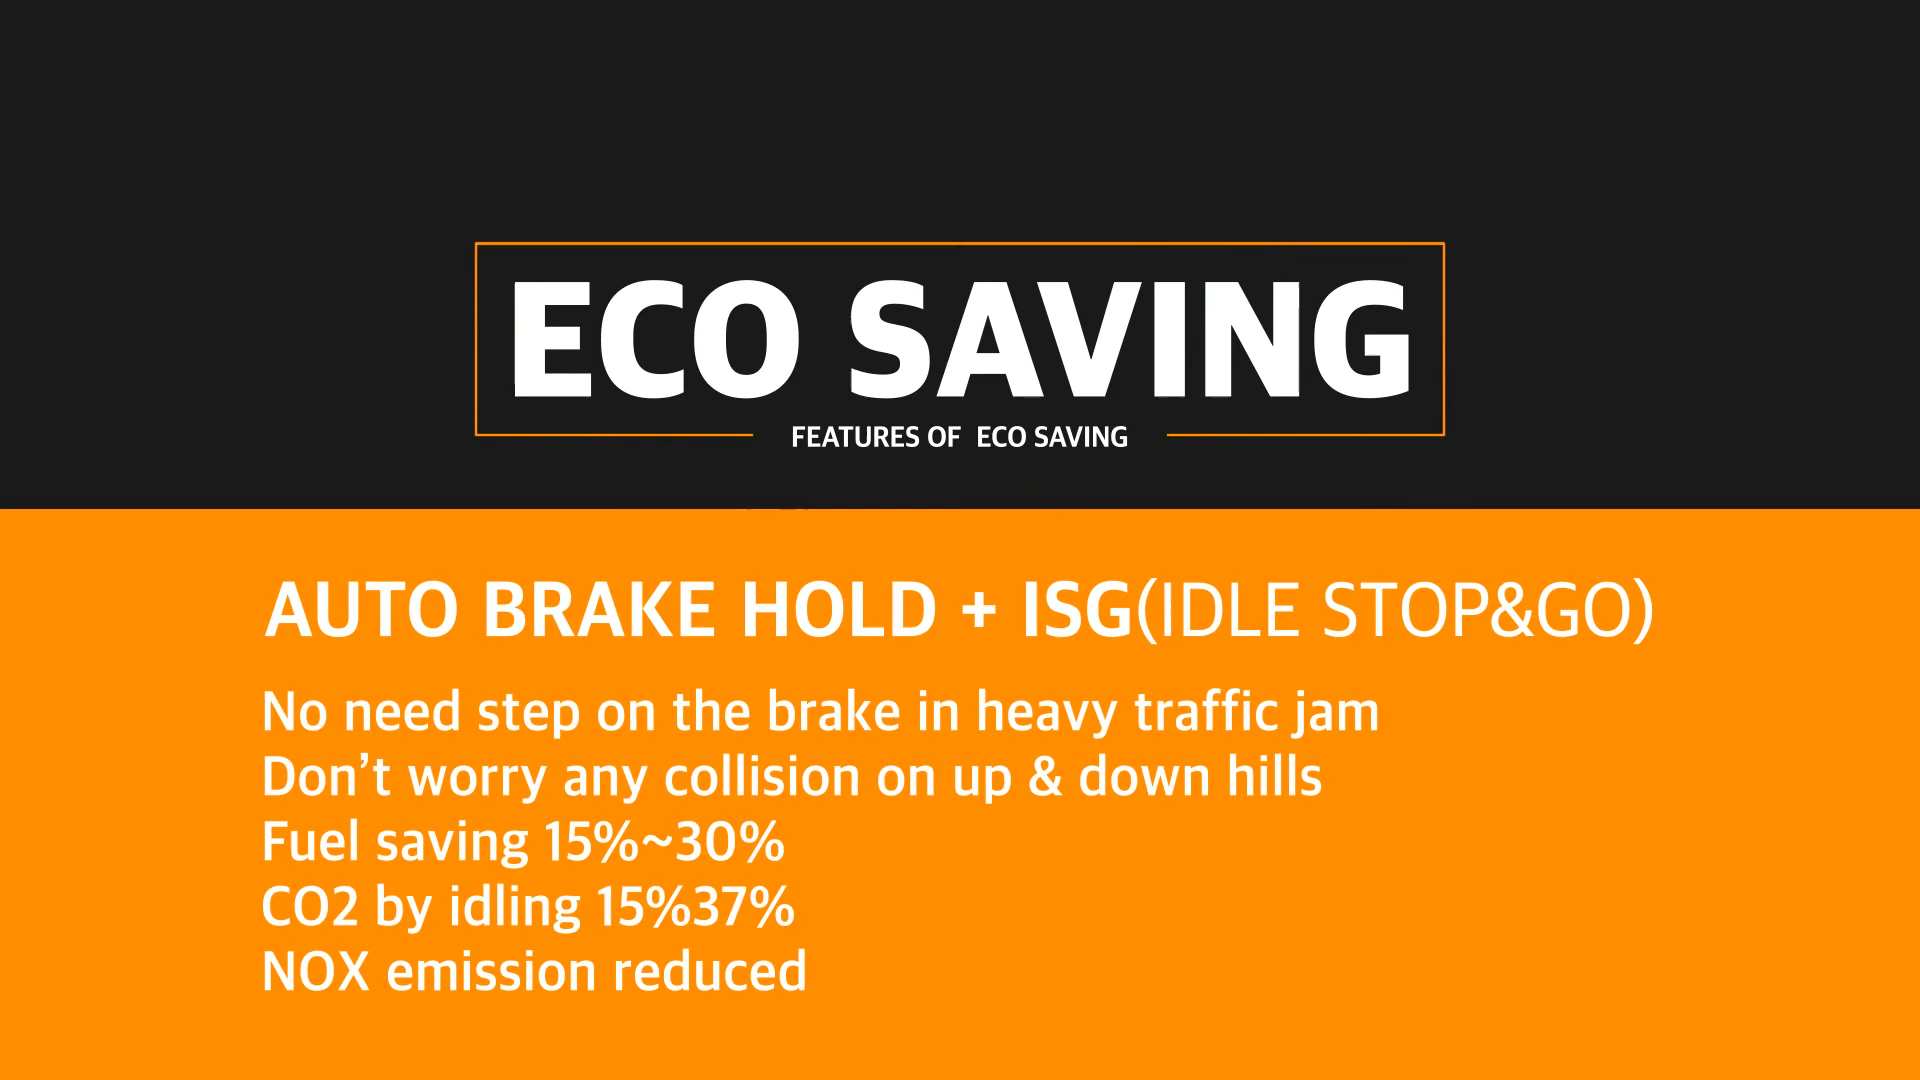 ECO SAVING
FEATURES OF ECO SAVING
AUTO BRAKE HOLD + ISG(IDLE STOP&GO)
No need step on the brake in heavy traffic jam
Don’t worry any collision on up & down hills
Fuel saving 15%~30%
CO2 by idling 15%37%
NOX emission reduced